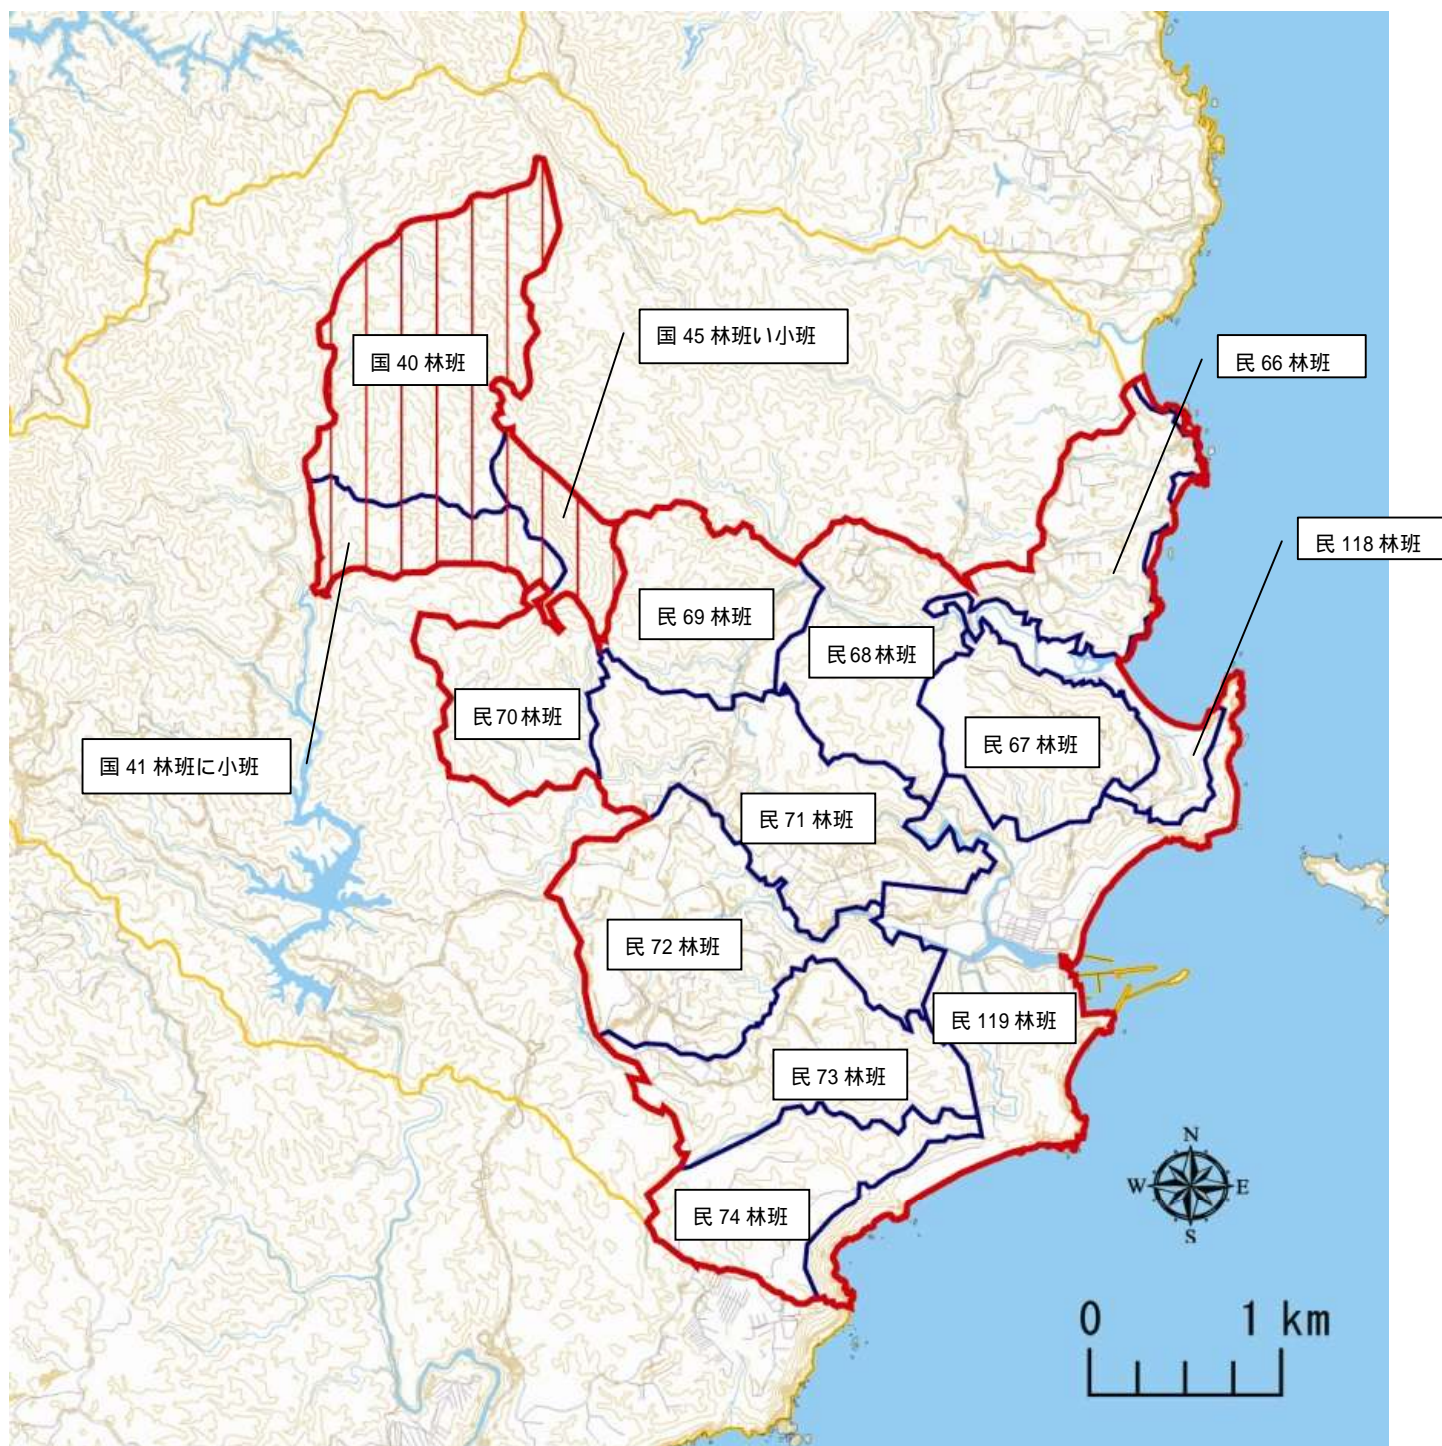 国 45 林班い小班
国 40 林班
民 66 林班
民 118 林班
民 69 林班
民 68 林班
民 70 林班
民 67 林班
国 41 林班に小班
民 71 林班
民 72 林班
民 119 林班
民 73 林班
民 74 林班
N
W E
S
0 1 km